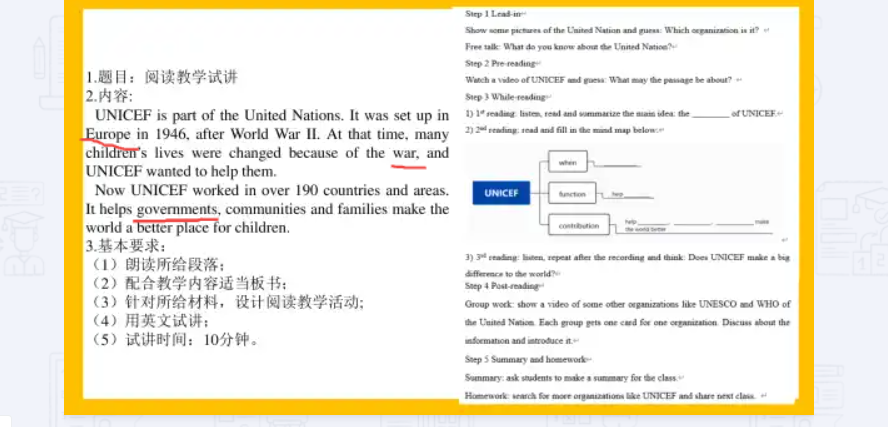 1.题目：阅读教学试讲
2.内容:
UNICEF is part of the United Nations. It was set up in
Europe in 1946, after World War II. At that time, many
children's lives were changed because of the war, and
UNICEF wanted to help them.
Now UNICEF worked in over 190 countries and areas.
It helps governments, communities and families make the
world a better place for children.
3.基本要求：
（1）朗读所给段落；
（2）配合教学内容适当板书；
（3）针对所给材料，设计阅读教学活动;
（4）用英文试讲；
（5）试讲时间：10分钟。
Step 1 Lead-in
Show some pictures of the United Nation and guess: Which organization is it?
Free talk: What do you know about the United Nation?
Step 2 Pre-reading
Watch a video of UNICEF and guess: What may the passage be about?
Step 3 While-reading
1) 1st reading: listen, read and summarize the main idea: the ________ of UNICEF
2) 2nd reading: read and fill in the mind map below:
when ________
UNICEF
function help ________
contribution help ________, ________, ________ make
the world better
3) 3rd reading: listen, repeat after the recording and think: Does UNICEF make a big
difference to the world?
Step 4 Post-reading
Group work: show a video of some other organizations like UNESCO and WHO of
the United Nation. Each group gets one card for one organization. Discuss about the
information and introduce it.
Step 5 Summary and homework
Summary: ask students to make a summary for the class.
Homework: search for more organizations like UNICEF and share next class.